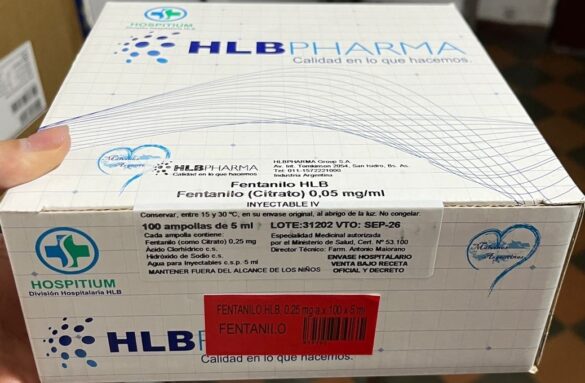 HOSPITIUM
División Hospitalaria HLB
HLBPHARMA
Calidad en lo que hacemos.
HLBPHARMA
Calidad en lo que hacemos.
HLBPHARMA Group S.A.
Av. Int. Tomkinson 2054, San Isidro, Bs. As.
Tel: 011-1572221000
Industria Argentina
Fentanilo HLB
Fentanilo (Citrato) 0,05 mg/ml
INYECTABLE IV
Conservar, entre 15 y 30 ºC, en su envase original, al abrigo de la luz. No congelar
100 ampollas de 5 ml
Cada ampolla contiene:
Fentanilo (como Citrato) 0,25 mg
Ácido Clorhídrico c.s.
Hidróxido de Sodio c.s.
Agua para Inyectables c.s.p. 5 ml
MANTENER FUERA DEL ALCANCE DE LOS NIÑOS
LOTE:31202 VTO: SEP-26
Especialidad Medicinal autorizada
por el Ministerio de Salud, Cert. Nº 53.100
Director Técnico: Farm. Antonio Maiorano
ENVASE HOSPITALARIO
VENTA BAJO RECETA
OFICIAL Y DECRETO
HOSPITIUM
División Hospitalaria HLB
FENTANILO HLB 0.25 mg a x 100 x 5 ml
FENTANILO
HLBP
Calidad en lo que hacemos.